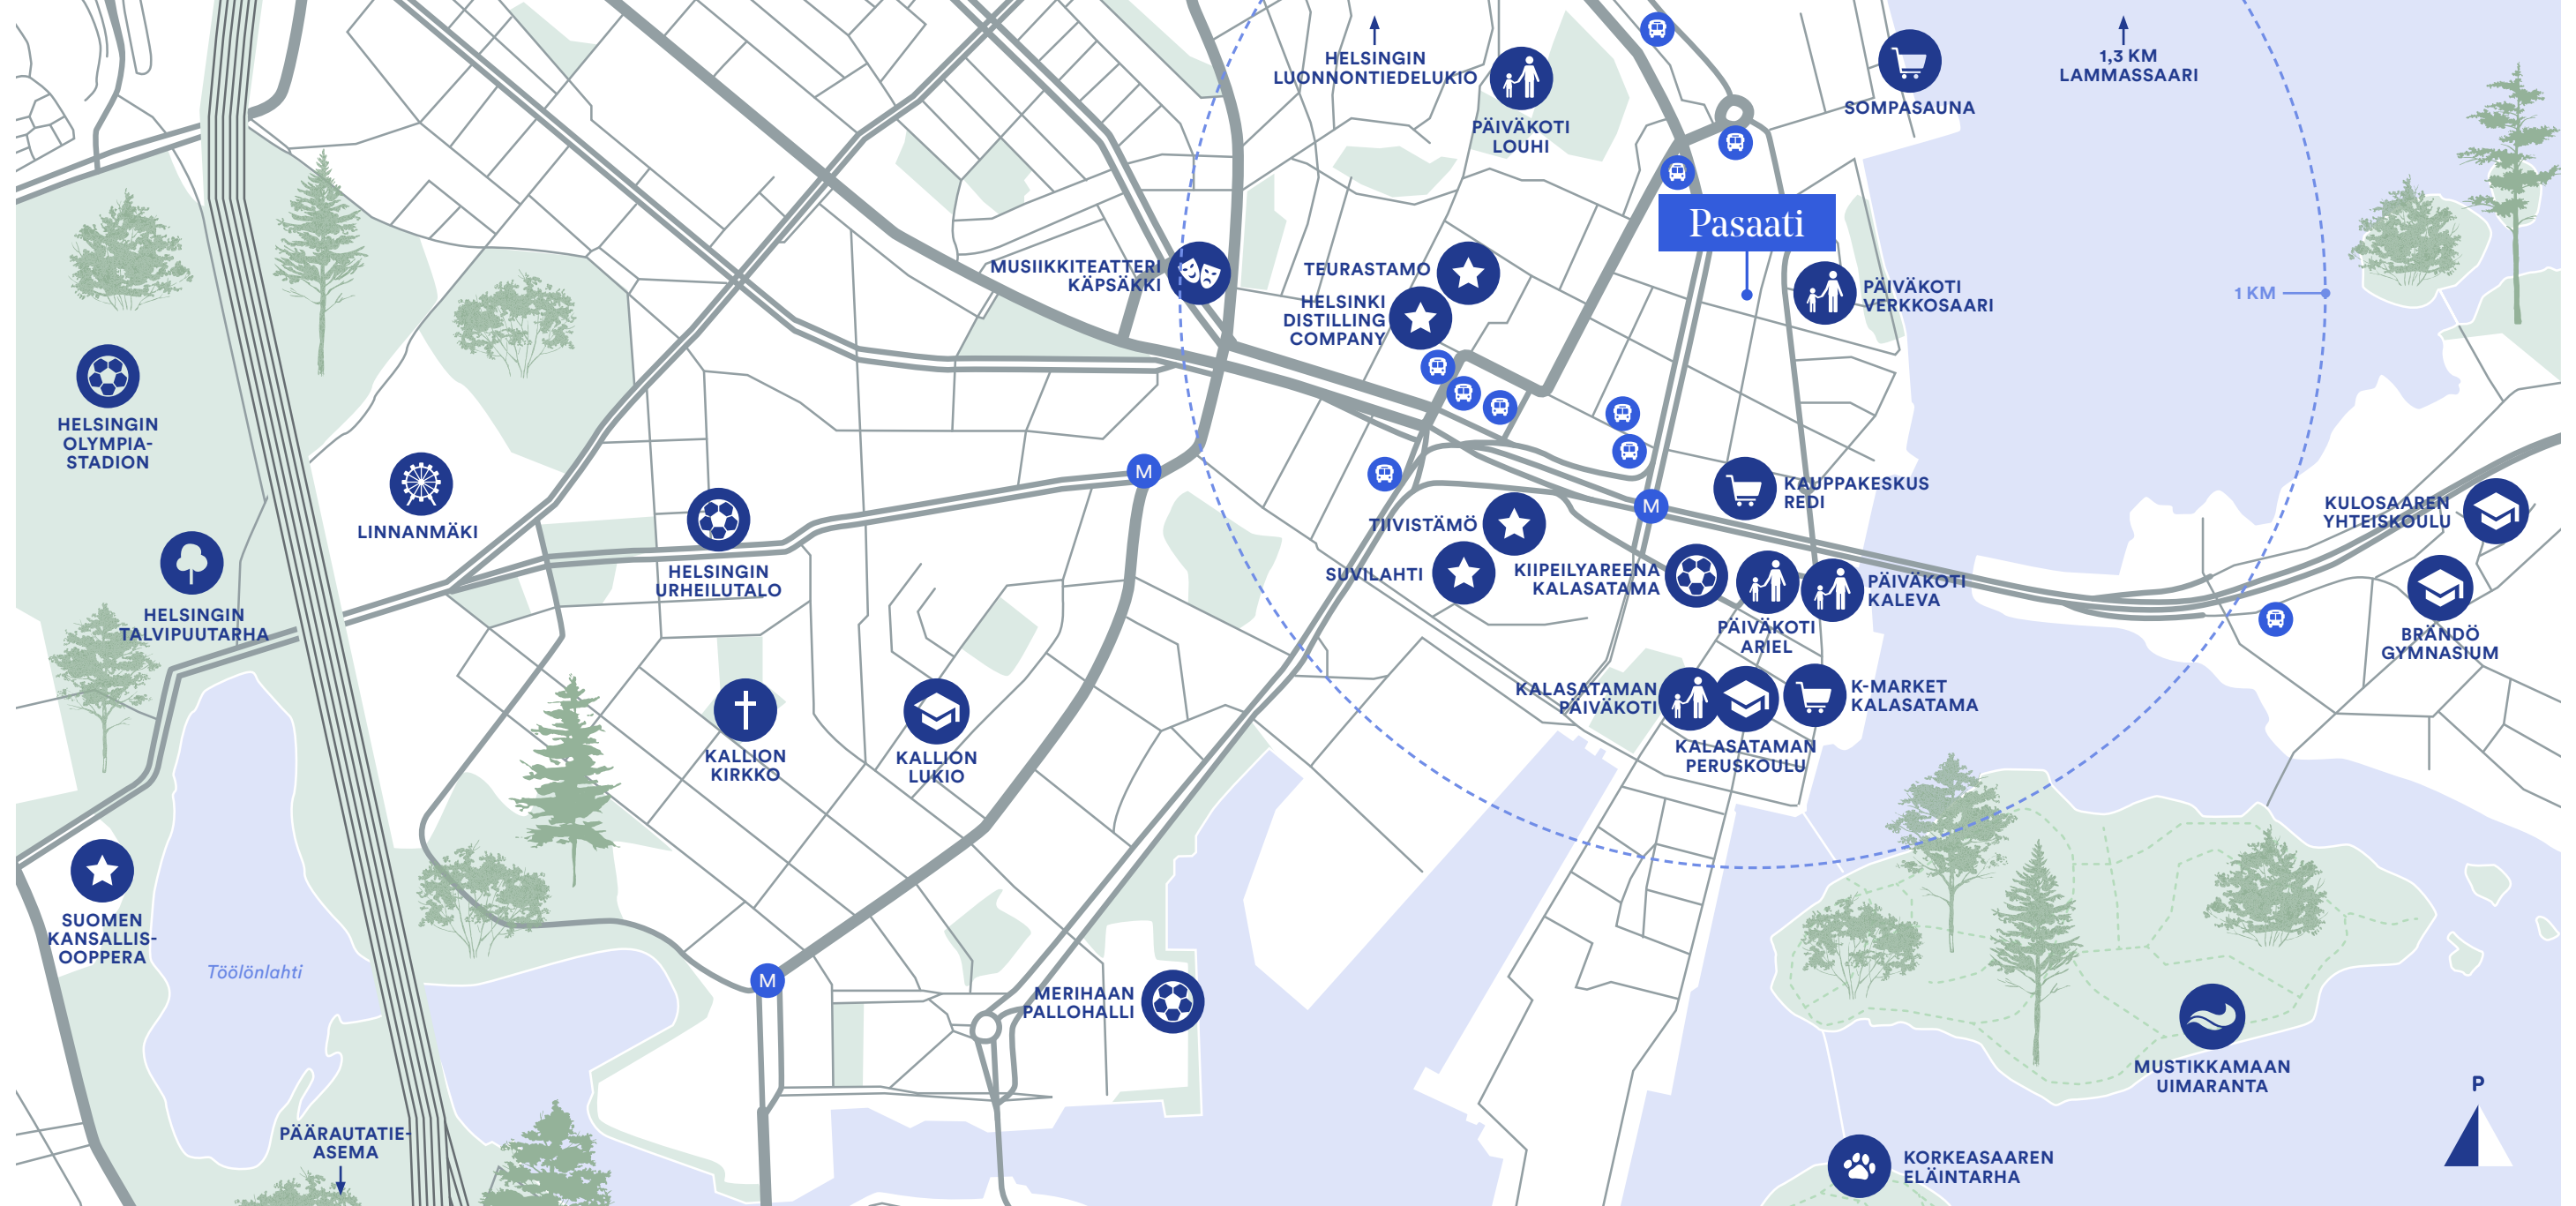 HELSINGIN
LUONNONTIEDELUKIO
PÄIVÄKOTI
LOUHI
SOMPASAUNA
1,3 KM
LAMMASSAARI
Pasaati
MUSIIKKITEATTERI
KÄPSÄKKI
TEURASTAMO
HELSINKI
DISTILLING
COMPANY
PÄIVÄKOTI
VERKKOSAARI
1 KM
HELSINGIN
OLYMPIA-
STADION
LINNANMÄKI
M
M
KAUPPAKESKUS
REDI
KULOSAAREN
YHTEISKOULU
TIIVISTÄMÖ
SUVILAHTI
KIIPEILYAREENA
KALASATAMA
PÄIVÄKOTI
KALEVA
PÄIVÄKOTI
ARIEL
HELSINGIN
URHEILUTALO
HELSINGIN
TALVIPUUTARHA
BRÄNDÖ
GYMNASIUM
KALASATAMAN
PÄIVÄKOTI
K-MARKET
KALASATAMA
KALASATAMAN
PERUSKOULU
KALLION
KIRKKO
KALLION
LUKIO
SUOMEN
KANSALLIS-
OOPPERA
Töölönlahti
M
MERIHAAN
PALLOHALLI
MUSTIKKAMAAN
UIMARANTA
P
PÄÄRAUTATIE-
ASEMA
KORKEASAAREN
ELÄINTARHA